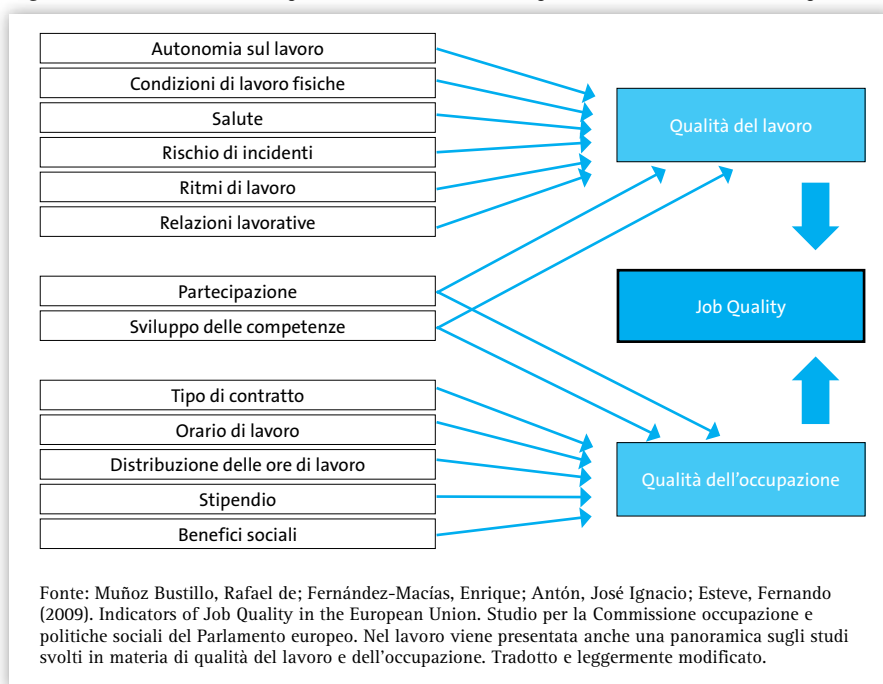 Autonomia sul lavoro
Condizioni di lavoro fisiche
Salute
Rischio di incidenti
Ritmi di lavoro
Relazioni lavorative
Partecipazione
Sviluppo delle competenze
Tipo di contratto
Orario di lavoro
Distribuzione delle ore di lavoro
Stipendio
Benefici sociali
Qualità del lavoro
Job Quality
Qualità dell'occupazione
Fonte: Muñoz Bustillo, Rafael de; Fernández-Macías, Enrique; Antón, José Ignacio; Esteve, Fernando
(2009). Indicators of Job Quality in the European Union. Studio per la Commissione occupazione e
politiche sociali del Parlamento europeo. Nel lavoro viene presentata anche una panoramica sugli studi
svolti in materia di qualità del lavoro e dell'occupazione. Tradotto e leggermente modificato.